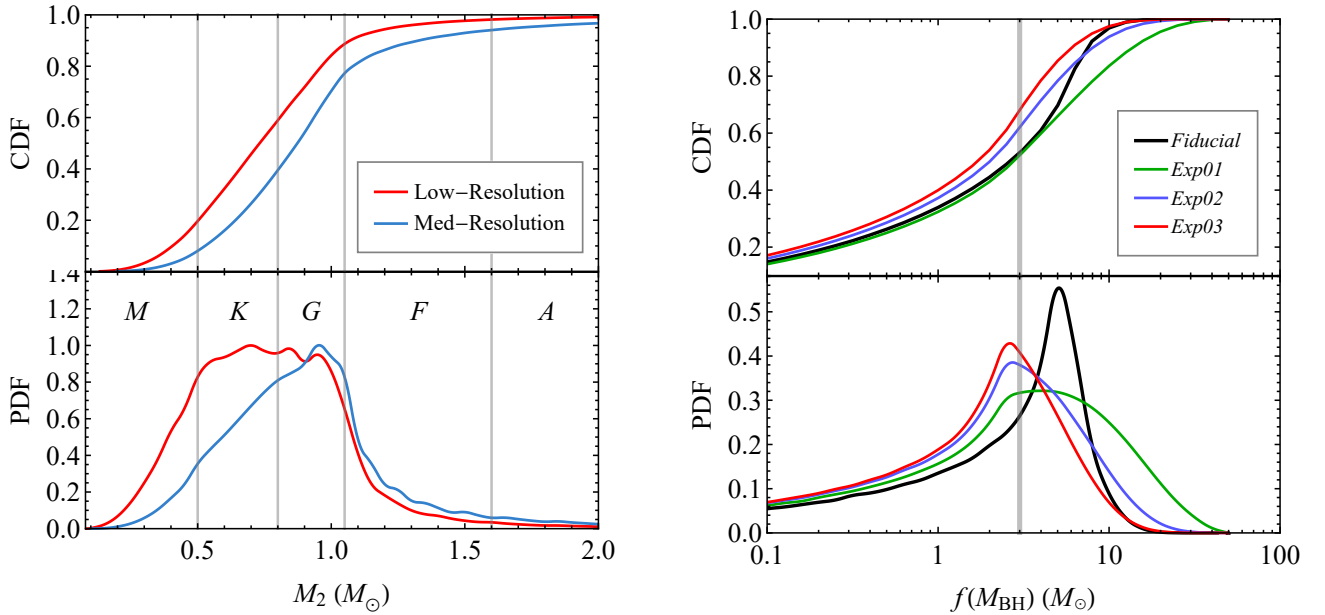 1.0
0.8
0.6
0.4
0.2
CDF
Low-Resolution
Med-Resolution
1.4
1.2
1.0
0.8
0.6
0.4
0.2
0.0
PDF
M K G F A
0.5 1.0 1.5 2.0
M₂ (M☉)
1.0
0.8
0.6
0.4
0.2
CDF
Fiducial
Exp01
Exp02
Exp03
0.5
0.4
0.3
0.2
0.1
0.0
PDF
0.1 1 10 100
f(M_BH) (M☉)